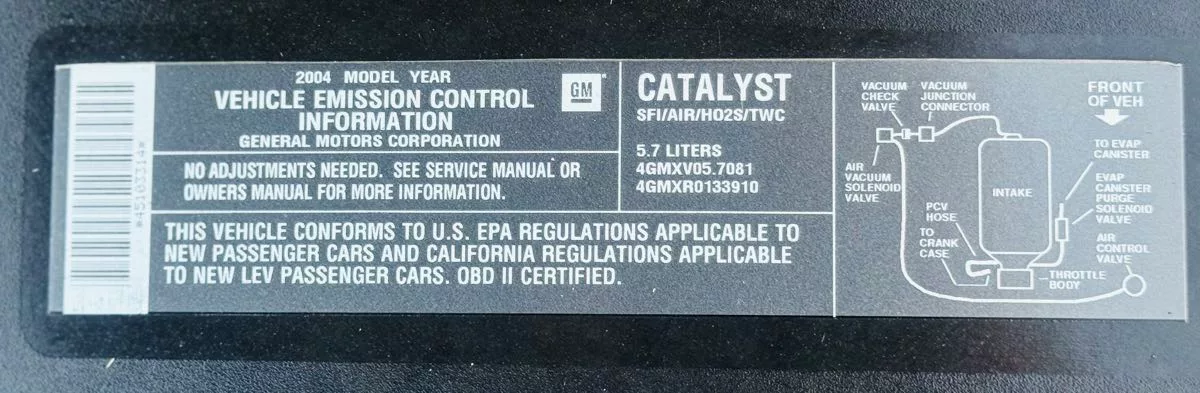 *45103314*
2004 MODEL YEAR
VEHICLE EMISSION CONTROL
INFORMATION
GENERAL MOTORS CORPORATION
GM
NO ADJUSTMENTS NEEDED. SEE SERVICE MANUAL OR
OWNERS MANUAL FOR MORE INFORMATION.
CATALYST
SFI/AIR/HO2S/TWC
5.7 LITERS
4GMXV05.7081
4GMXR0133910
THIS VEHICLE CONFORMS TO U.S. EPA REGULATIONS APPLICABLE TO
NEW PASSENGER CARS AND CALIFORNIA REGULATIONS APPLICABLE
TO NEW LEV PASSENGER CARS. OBD II CERTIFIED.
VACUUM
CHECK
VALVE
VACUUM
JUNCTION
CONNECTOR
FRONT
OF VEH
TO EVAP
CANISTER
AIR
VACUUM
SOLENOID
VALVE
INTAKE
EVAP
CANISTER
PURGE
SOLENOID
VALVE
PCV
HOSE
TO
CRANK
CASE
AIR
CONTROL
VALVE
THROTTLE
BODY